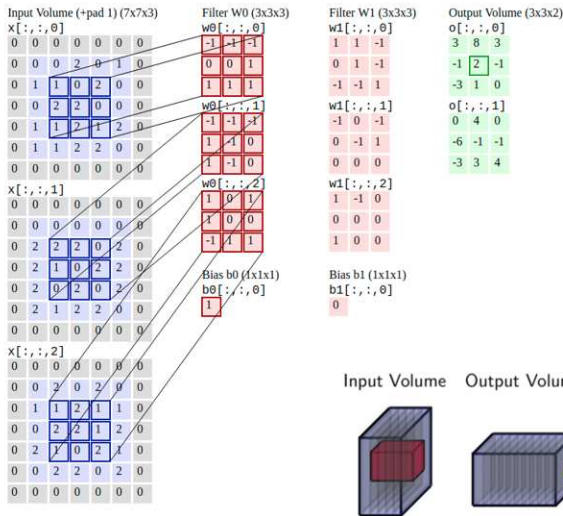 Input Volume (+pad 1) (7x7x3)
x[:,:,0]
0 0 0 0 0 0 0
0 0 0 2 0 1 0
0 1 1 0 2 0 0
0 0 2 2 0 0 0
0 1 1 2 1 2 0
0 1 1 2 2 0 0
0 0 0 0 0 0 0
x[:,:,1]
0 0 0 0 0 0 0
0 0 0 0 0 0 0
0 2 2 2 0 2 0
0 2 1 0 2 2 0
0 2 0 2 0 2 0
0 2 1 2 2 0 0
0 0 0 0 0 0 0
x[:,:,2]
0 0 0 0 0 0 0
0 0 2 0 2 0 0
0 1 1 2 1 1 0
0 0 2 2 1 2 0
0 1 1 0 2 1 0
0 0 2 2 0 2 0
0 0 0 0 0 0 0
Filter W0 (3x3x3)
w0[:,:,0]
-1 -1 -1
0 0 1
1 1 1
w0[:,:,1]
-1 -1 -1
1 -1 0
1 -1 0
w0[:,:,2]
1 0 1
1 0 0
-1 1 1
Bias b0 (1x1x1)
b0[:,:,0]
1
Filter W1 (3x3x3)
w1[:,:,0]
1 1 -1
0 1 -1
-1 -1 1
w1[:,:,1]
-1 0 -1
0 -1 1
0 0 0
w1[:,:,2]
1 -1 0
0 0 0
1 0 0
Bias b1 (1x1x1)
b1[:,:,0]
0
Output Volume (3x3x2)
o[:,:,0]
3 8 3
-1 2 -1
-3 1 0
o[:,:,1]
0 4 0
-6 -1 -1
-3 3 4
Input Volume
Output Volu